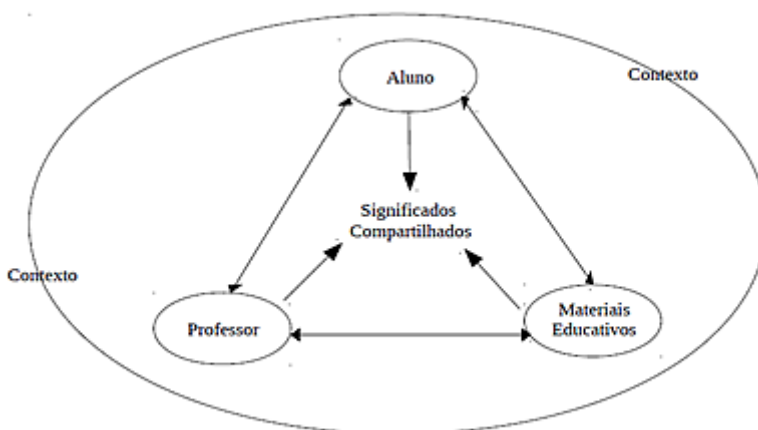 Aluno
Contexto
Significados
Compartilhados
Contexto
Professor
Materiais
Educativos